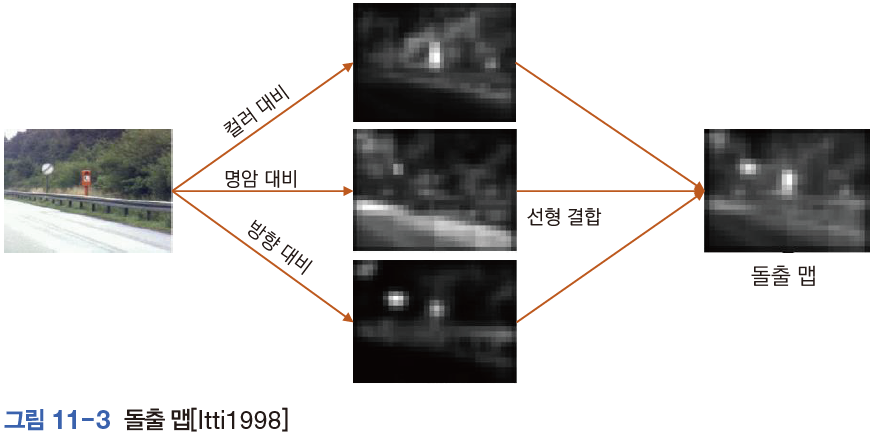 컬러 대비
명암 대비
방향 대비
선형 결합
돌출 맵
그림 11-3 돌출 맵[Itti1998]